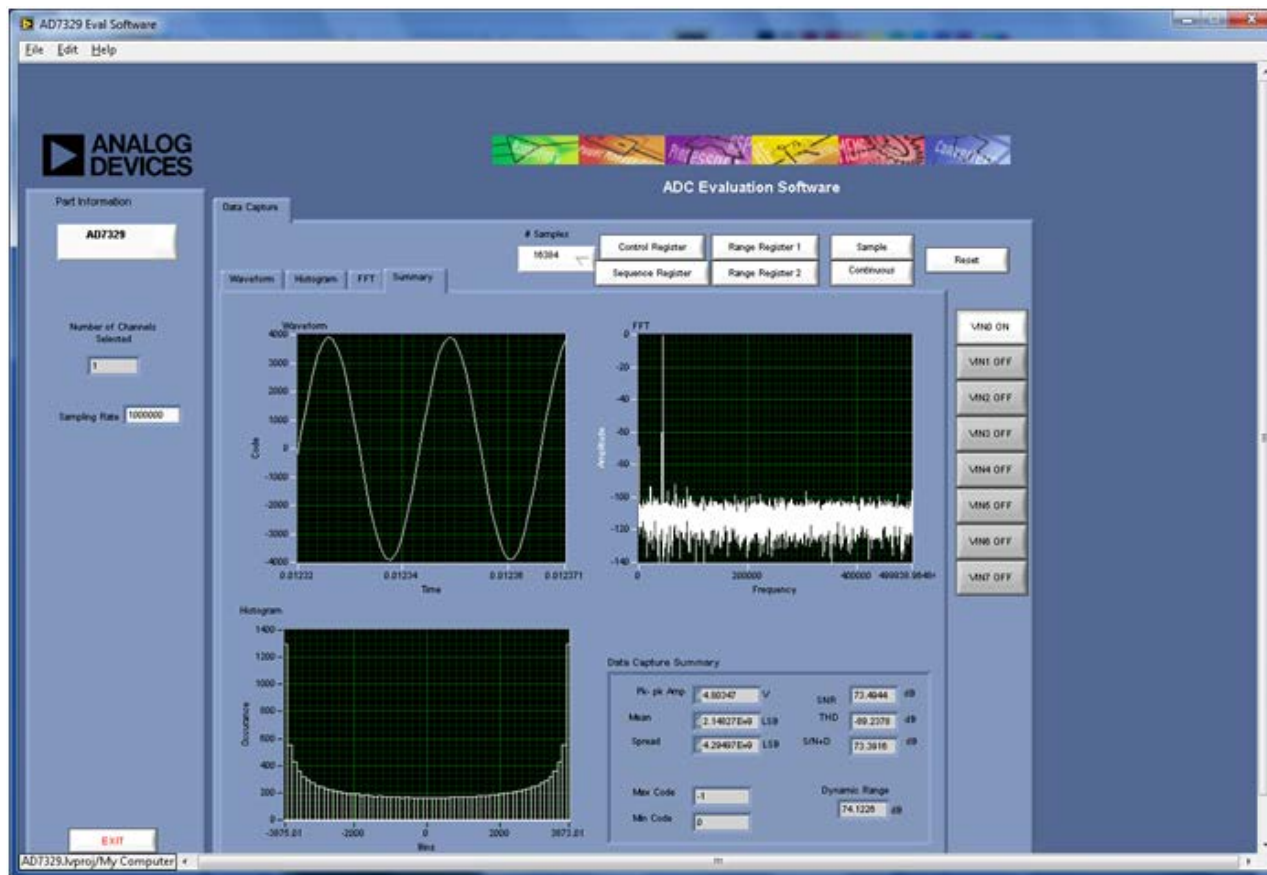 AD7329 Eval Software
File Edit Help
ANALOG
DEVICES
ADC Evaluation Software
Part Information
AD7329
Data Capture
# Samples
16384
Control Register
Range Register 1
Sample
Reset
Sequence Register
Range Register 2
Continuous
Waveform
Histogram
FFT
Summary
Number of Channels
Selected
1
Sampling Rate 1000000
Waveform
4000
3000
2000
1000
0
-1000
-2000
-3000
-4000
Code
0.01232 0.01234 0.01236 0.012371
Time
FFT
0
-20
-40
-60
-80
-100
-120
-140
Amplitude
0 200000 400000
Frequency
VIN0 ON
VIN1 OFF
VIN2 OFF
VIN3 OFF
VIN4 OFF
VIN5 OFF
VIN6 OFF
VIN7 OFF
Histogram
1400
1200
1000
800
600
400
200
0
Occurance
-3875.01 -2000 0 2000 3873.01
Bins
Data Capture Summary
Pk- pk Amp 4.80347 V
SNR 73.4944 dB
Mean 2.14827E+9 LSB
THD -89.2378 dB
Spread 4.29497E+9 LSB
S/N+D 73.3916 dB
Max Code -1
Dynamic Range
74.1226 dB
Min Code 0
EXIT
AD7329.lvproj/My Computer